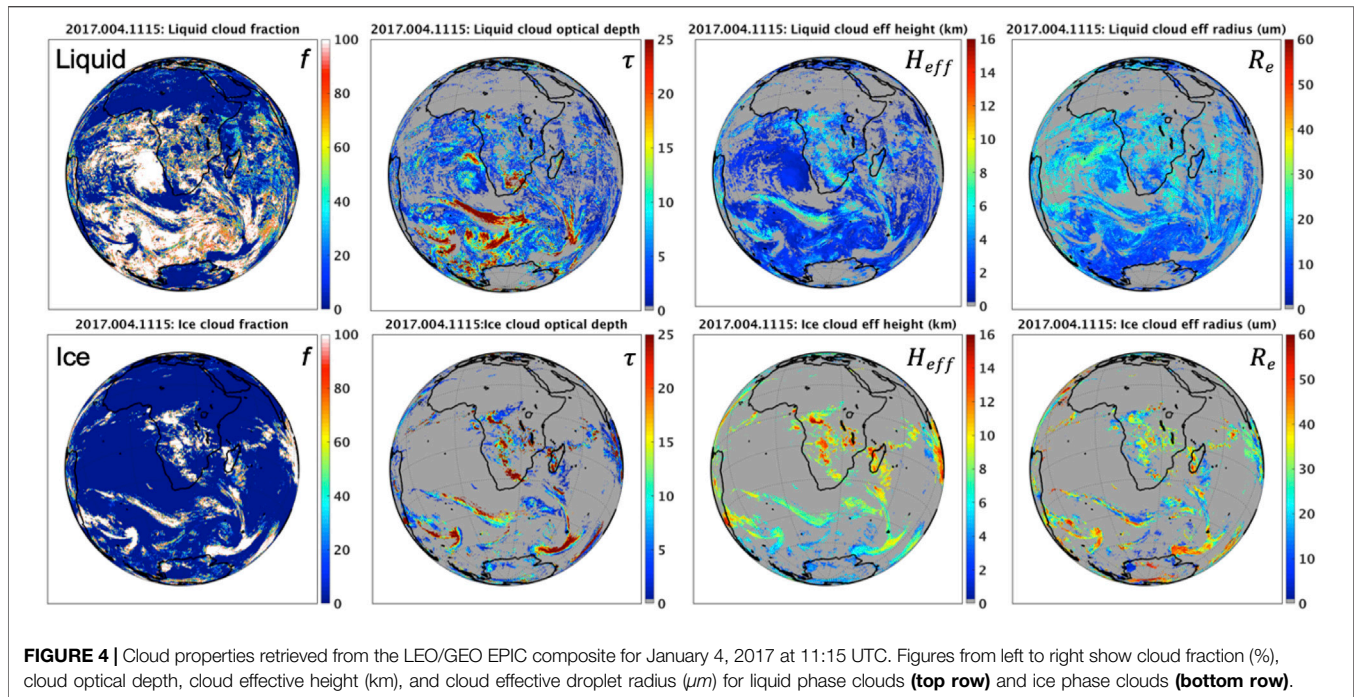 2017.004.1115: Liquid cloud fraction
2017.004.1115: Liquid cloud optical depth
2017.004.1115: Liquid cloud eff height (km)
2017.004.1115: Liquid cloud eff radius (um)
Liquid
f
100
80
60
40
20
0
τ
25
20
15
10
5
0
H_eff
16
14
12
10
8
6
4
2
0
R_e
60
50
40
30
20
10
0
2017.004.1115: Ice cloud fraction
2017.004.1115:Ice cloud optical depth
2017.004.1115: Ice cloud eff height (km)
2017.004.1115: Ice cloud eff radius (um)
Ice
f
100
80
60
40
20
0
τ
25
20
15
10
5
0
H_eff
16
14
12
10
8
6
4
2
0
R_e
60
50
40
30
20
10
0
FIGURE 4 | Cloud properties retrieved from the LEO/GEO EPIC composite for January 4, 2017 at 11:15 UTC. Figures from left to right show cloud fraction (%),
cloud optical depth, cloud effective height (km), and cloud effective droplet radius (μm) for liquid phase clouds (top row) and ice phase clouds (bottom row).